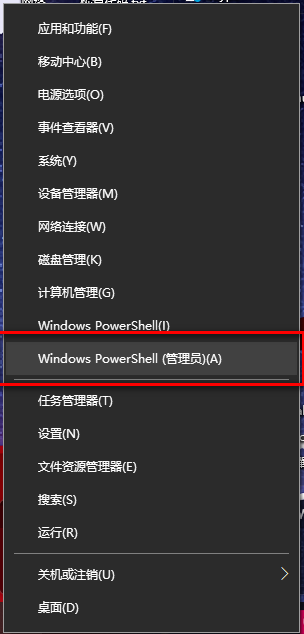 应用和功能(F)
移动中心(B)
电源选项(O)
事件查看器(V)
系统(Y)
设备管理器(M)
网络连接(W)
磁盘管理(K)
计算机管理(G)
Windows PowerShell(I)
Windows PowerShell (管理员)(A)
任务管理器(T)
设置(N)
文件资源管理器(E)
搜索(S)
运行(R)
关机或注销(U)
桌面(D)